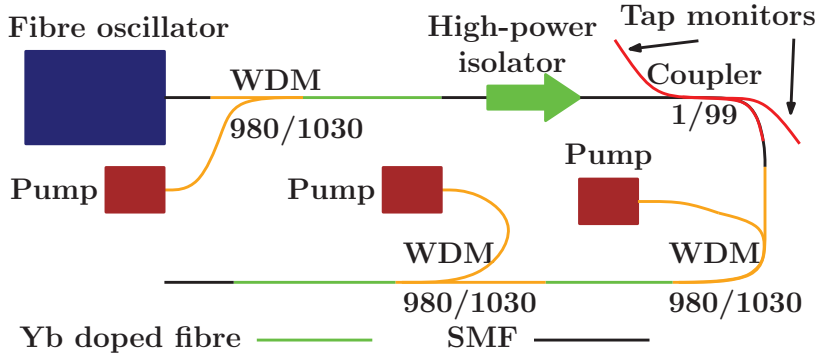 Fibre oscillator
High-power
isolator
Tap monitors
WDM
980/1030
Coupler
1/99
Pump
Pump
Pump
WDM
980/1030
WDM
980/1030
Yb doped fibre
SMF